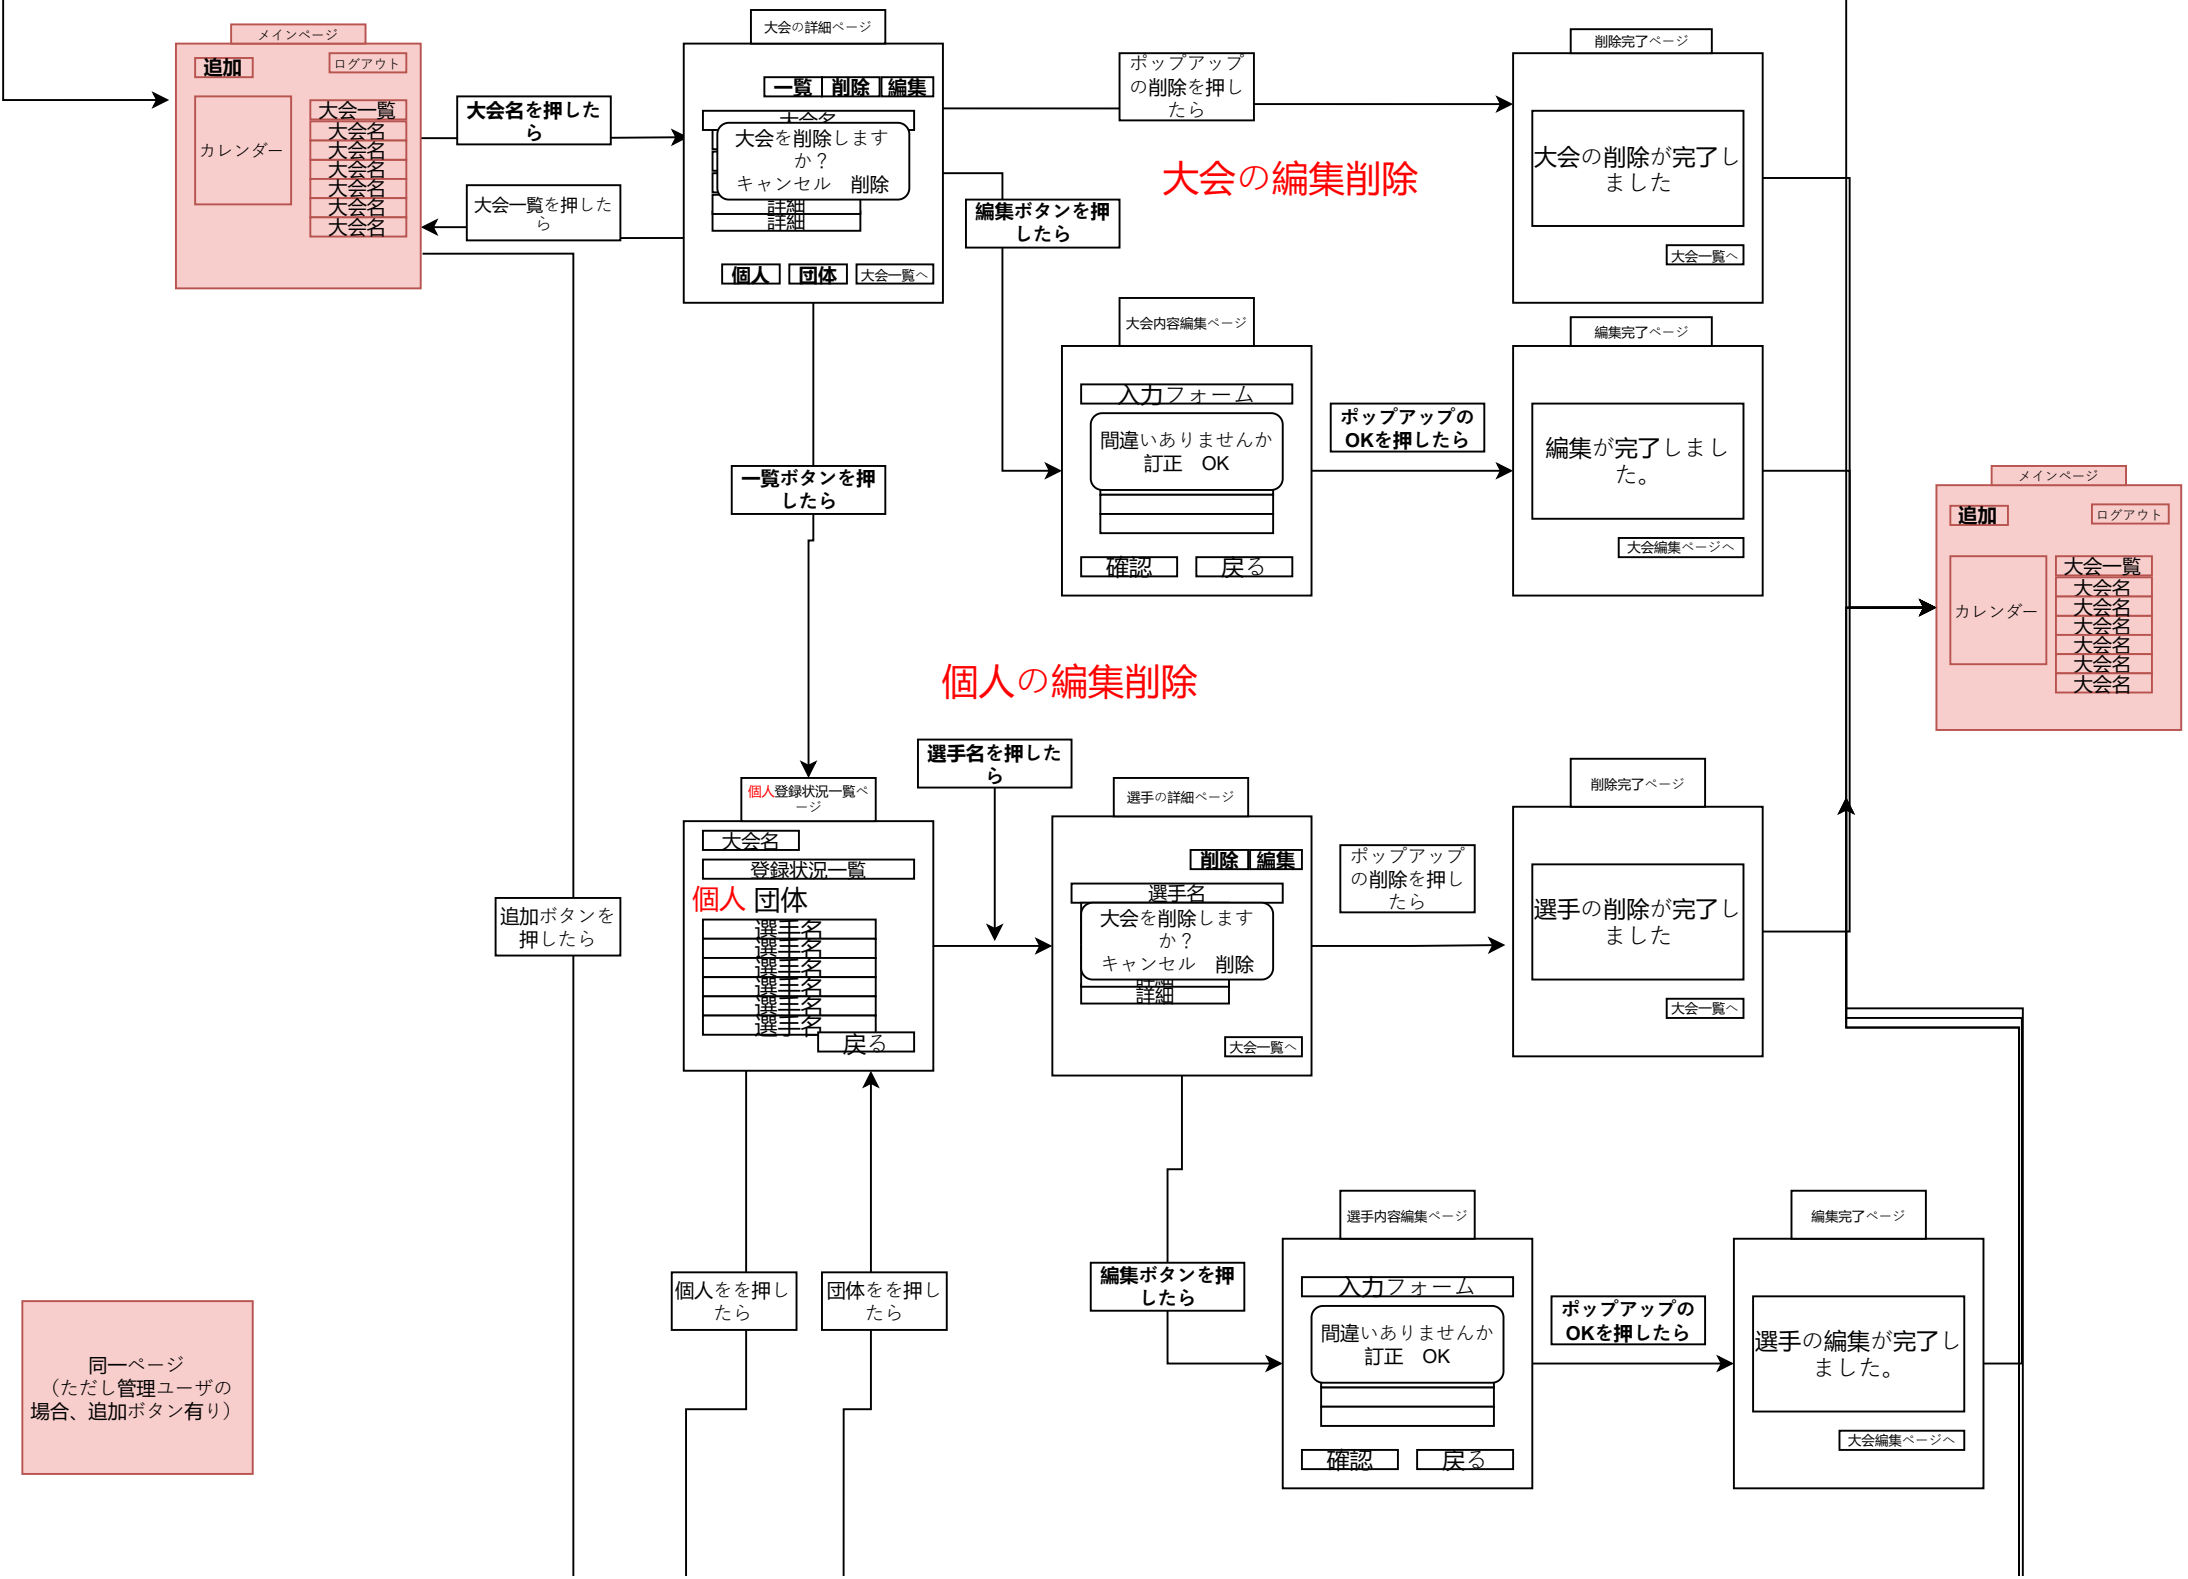 メインページ
追加
ログアウト
カレンダー
大会一覧
大会名
大会名
大会名
大会名
大会名
大会名
大会名を押した
ら
大会一覧を押した
ら
大会の詳細ページ
一覧
削除
編集
大会名
大会を削除します
か？
キャンセル　削除
詳細
詳細
個人
団体
大会一覧へ
ポップアップ
の削除を押し
たら
削除完了ページ
大会の削除が完了し
ました
大会一覧へ
大会の編集削除
編集ボタンを押
したら
大会内容編集ページ
入力フォーム
間違いありませんか
訂正　OK
確認
戻る
ポップアップの
OKを押したら
編集完了ページ
編集が完了しまし
た。
大会編集ページへ
メインページ
追加
ログアウト
カレンダー
大会一覧
大会名
大会名
大会名
大会名
大会名
大会名
一覧ボタンを押
したら
個人の編集削除
追加ボタンを
押したら
個人登録状況一覧ペ
ージ
大会名
登録状況一覧
個人 団体
選手名
選手名
選手名
選手名
選手名
選手名
戻る
選手名を押した
ら
選手の詳細ページ
削除
編集
選手名
大会を削除します
か？
キャンセル　削除
詳細
詳細
大会一覧へ
ポップアップ
の削除を押し
たら
削除完了ページ
選手の削除が完了し
ました
大会一覧へ
個人をを押し
たら
団体をを押し
たら
編集ボタンを押
したら
選手内容編集ページ
入力フォーム
間違いありませんか
訂正　OK
確認
戻る
ポップアップの
OKを押したら
編集完了ページ
選手の編集が完了し
ました。
大会編集ページへ
同一ページ
（ただし管理ユーザの
場合、追加ボタン有り）